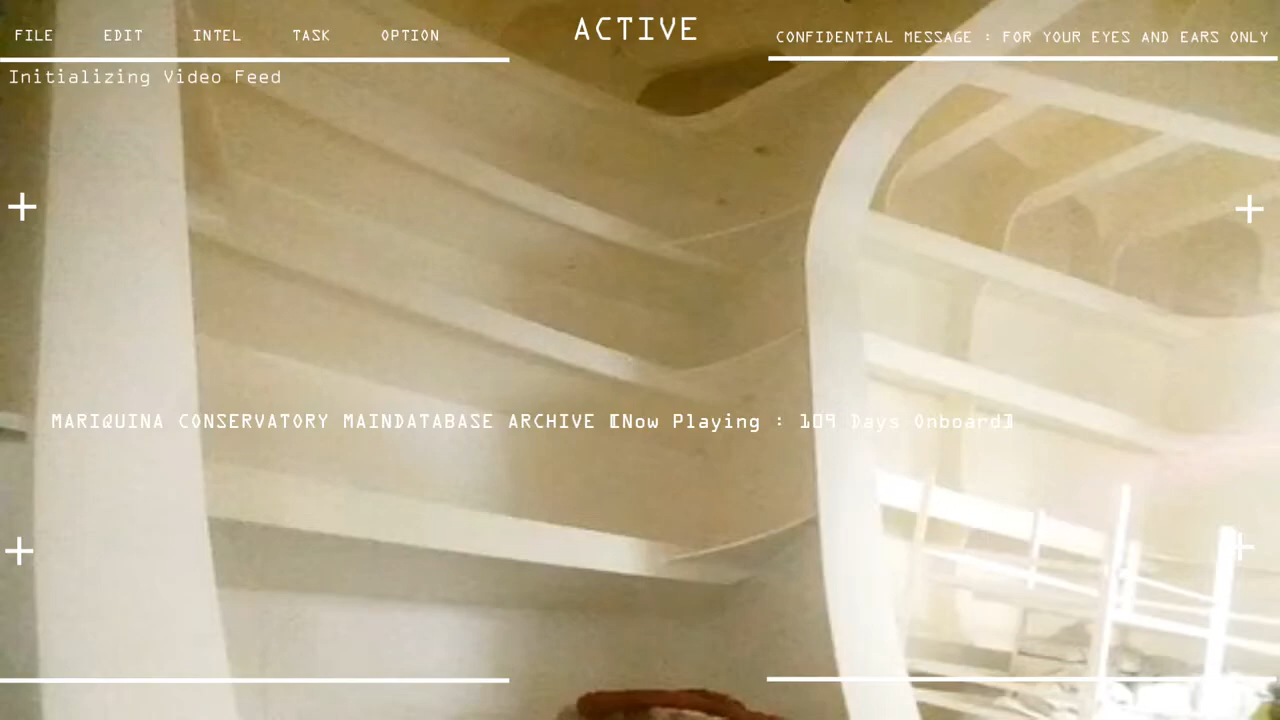 FILE EDIT INTEL TASK OPTION
ACTIVE
CONFIDENTIAL MESSAGE : FOR YOUR EYES AND EARS ONLY
Initializing Video Feed
MARIQUINA CONSERVATORY MAINDATABASE ARCHIVE [Now Playing : 109 Days Onboard]